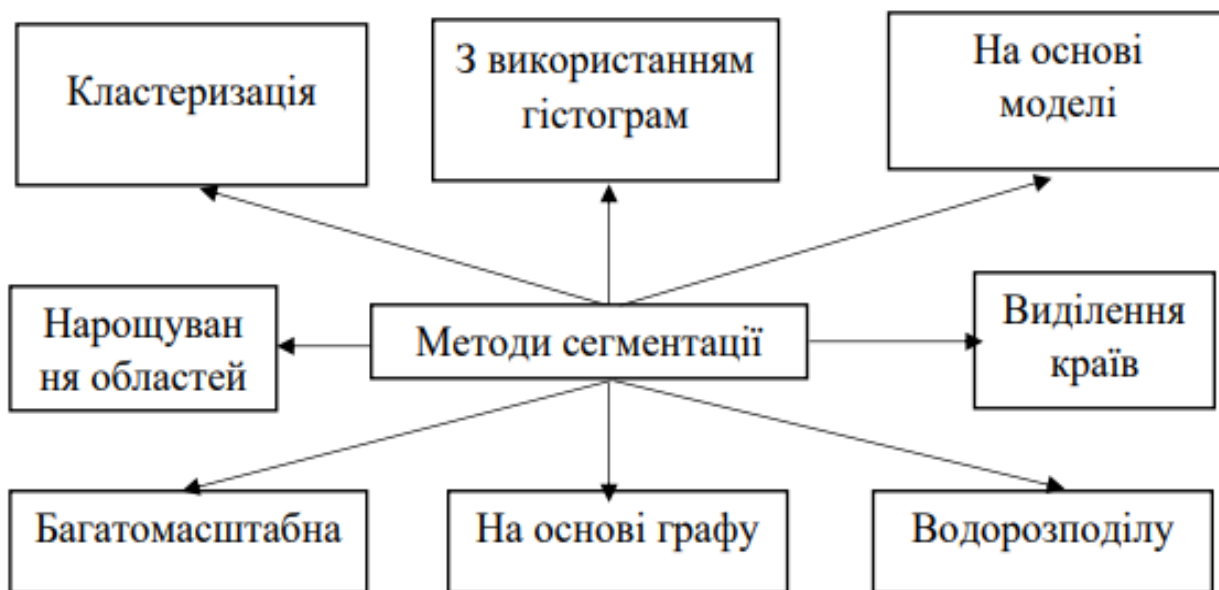 Кластеризація
З використанням
гістограм
На основі
моделі
Нарощуван
ня областей
Методи сегментації
Виділення
країв
Багатомасштабна
На основі графу
Водорозподілу